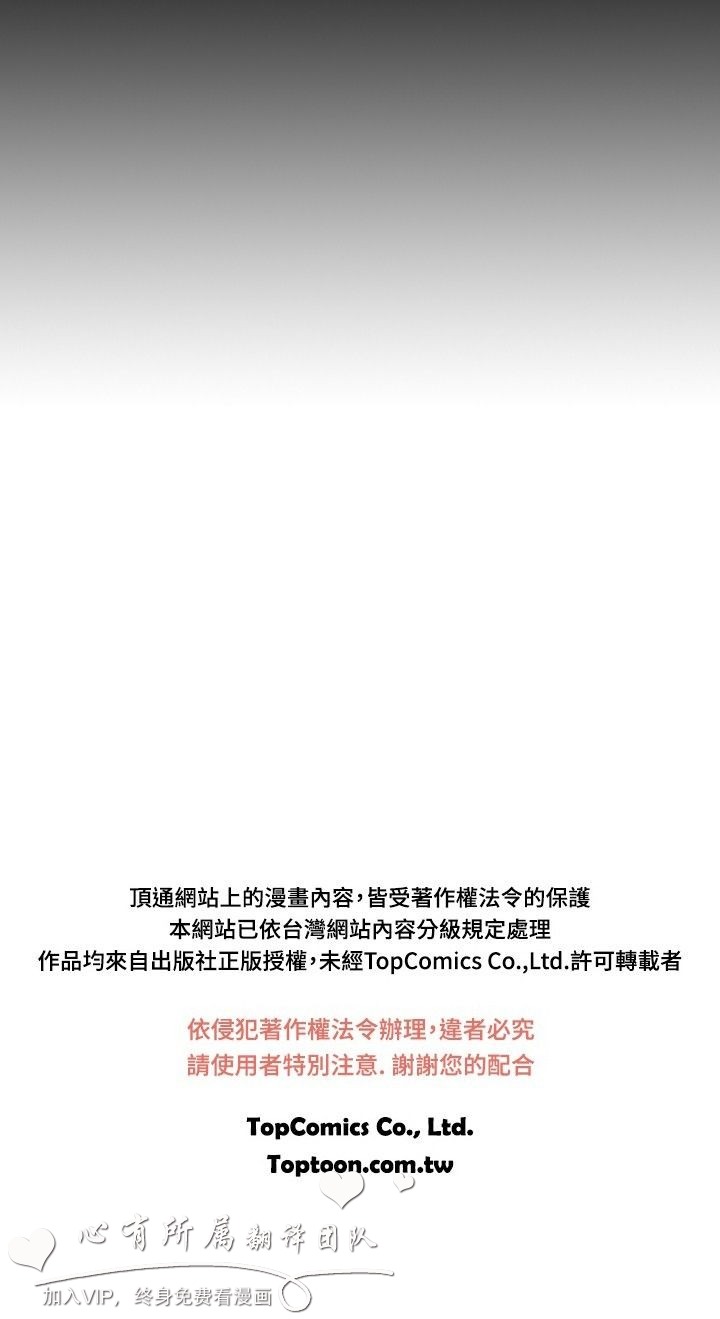 頂通網站上的漫畫內容，皆受著作權法令的保護
本網站已依台灣網站內容分級規定處理
作品均來自出版社正版授權，未經TopComics Co.,Ltd.許可轉載者
依侵犯著作權法令辦理，違者必究
請使用者特別注意. 謝謝您的配合
TopComics Co., Ltd.
Toptoon.com.tw
心有所属翻译团队
加入VIP，终身免费看漫画